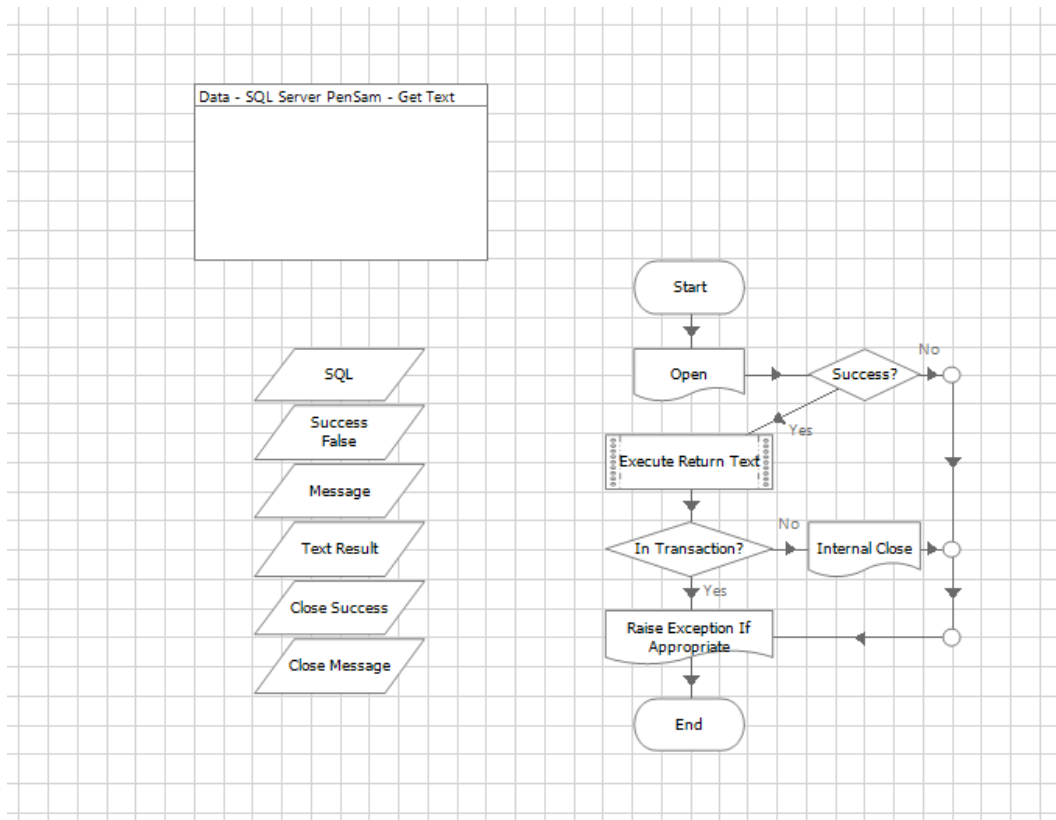 Data - SQL Server PenSam - Get Text
Start
SQL
Open
Success?
No
Success
False
Yes
Message
Execute Return Text
Text Result
In Transaction?
No
Internal Close
Close Success
Yes
Raise Exception If
Appropriate
Close Message
End